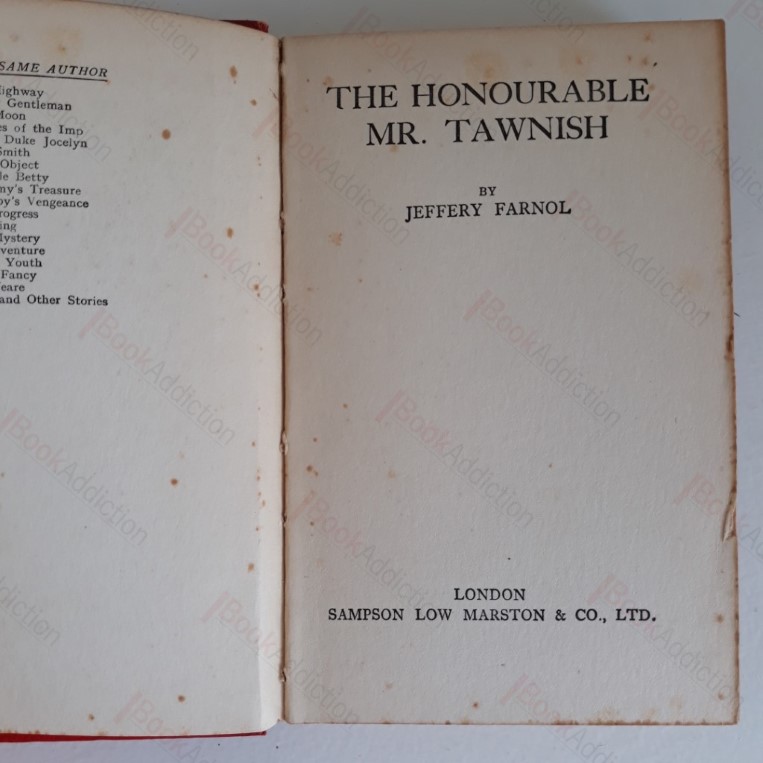 SAME AUTHOR
ighway
Gentleman
Moon
es of the Imp
Duke Jocelyn
Smith
Object
le Betty
ny's Treasure
by's Vengeance
rogress
ing
Mystery
venture
Youth
Fancy
eare
and Other Stories
THE HONOURABLE
MR. TAWNISH
BY
JEFFERY FARNOL
LONDON
SAMPSON LOW MARSTON & CO., LTD.
BookAddiction